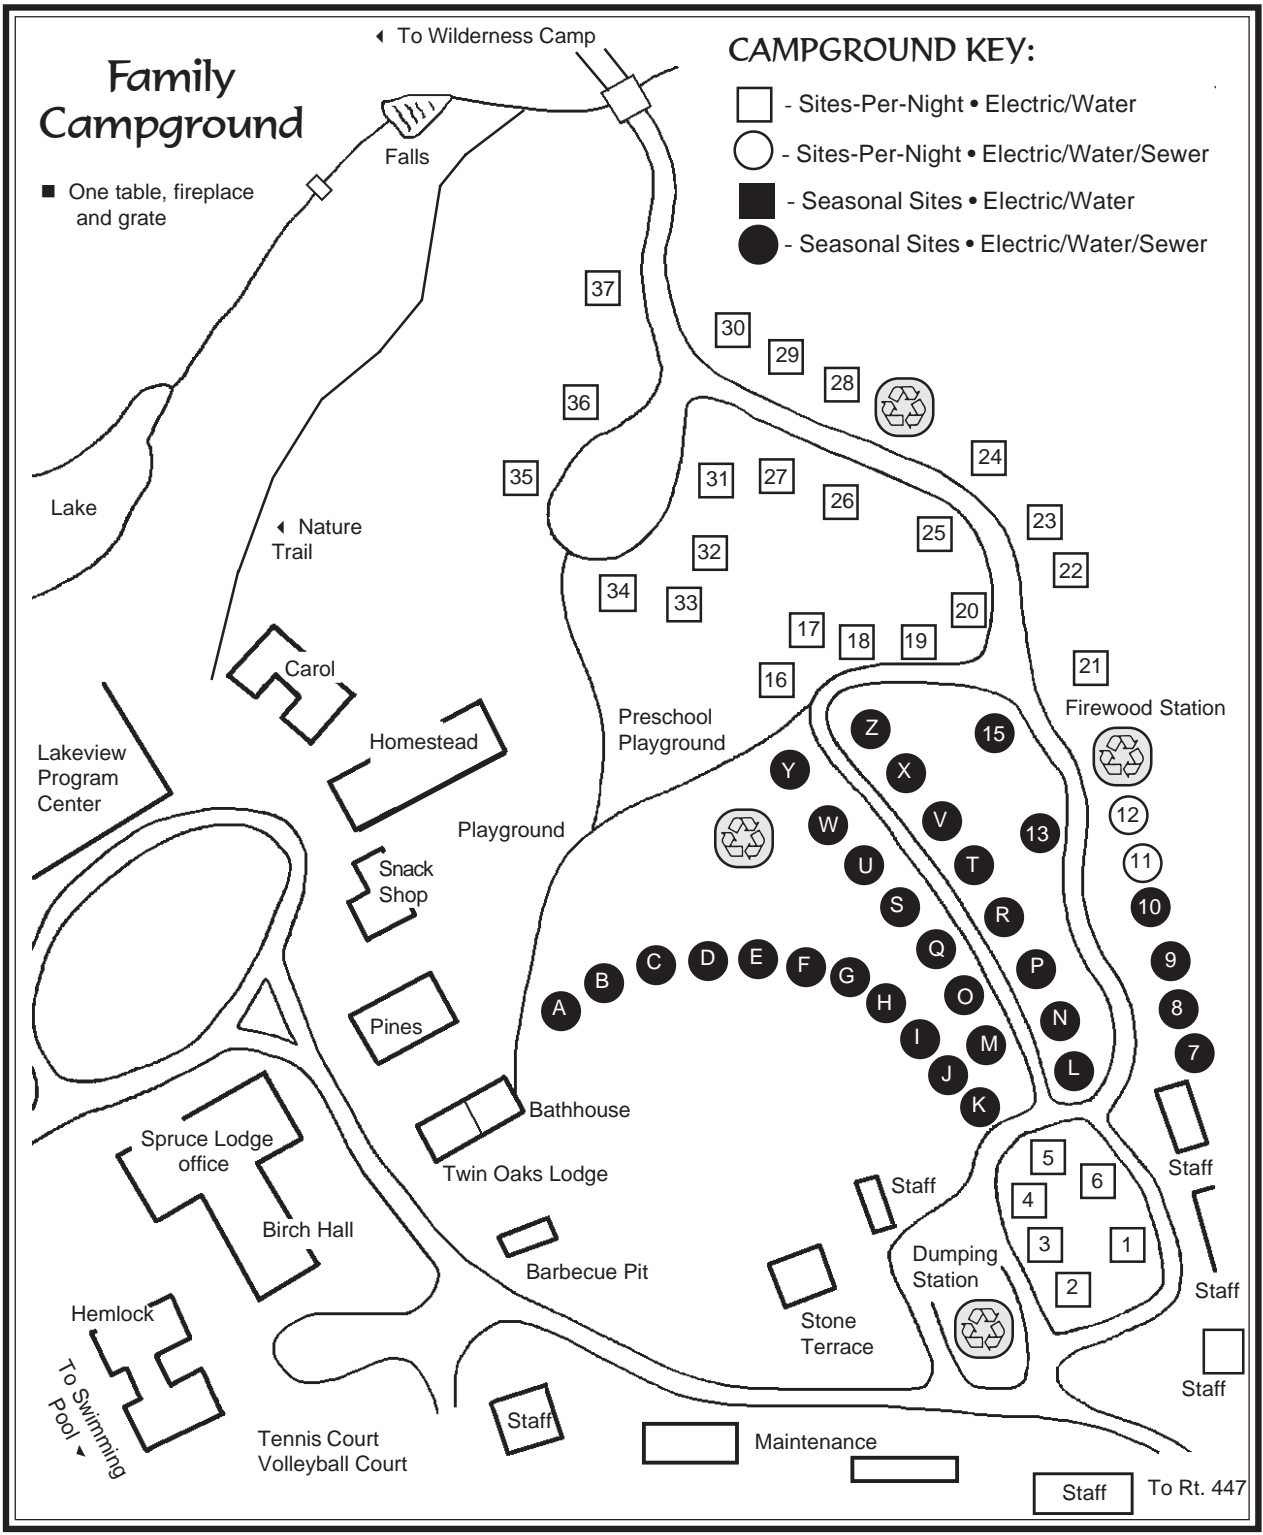 To Wilderness Camp
Family
Campground
■ One table, fireplace
and grate
CAMPGROUND KEY:
- Sites-Per-Night • Electric/Water
- Sites-Per-Night • Electric/Water/Sewer
- Seasonal Sites • Electric/Water
- Seasonal Sites • Electric/Water/Sewer
Falls
37
30
29
28
36
24
35
31
27
26
23
25
22
Lake
Nature
Trail
32
34
33
20
17
18
19
21
16
Carol
Firewood Station
Preschool
Playground
Homestead
Lakeview
Program
Center
Z
15
Y
X
12
Playground
W
V
13
11
Snack
Shop
U
T
10
S
R
Q
P
9
A
B
C
D
E
F
G
H
O
N
8
I
M
7
J
L
K
Pines
Bathhouse
Twin Oaks Lodge
Spruce Lodge
office
Birch Hall
5
6
4
3
1
2
Staff
Staff
Dumping
Station
Staff
Barbecue Pit
Stone
Terrace
Hemlock
To Swimming
Pool
Staff
Staff
Tennis Court
Volleyball Court
Maintenance
Staff
To Rt. 447